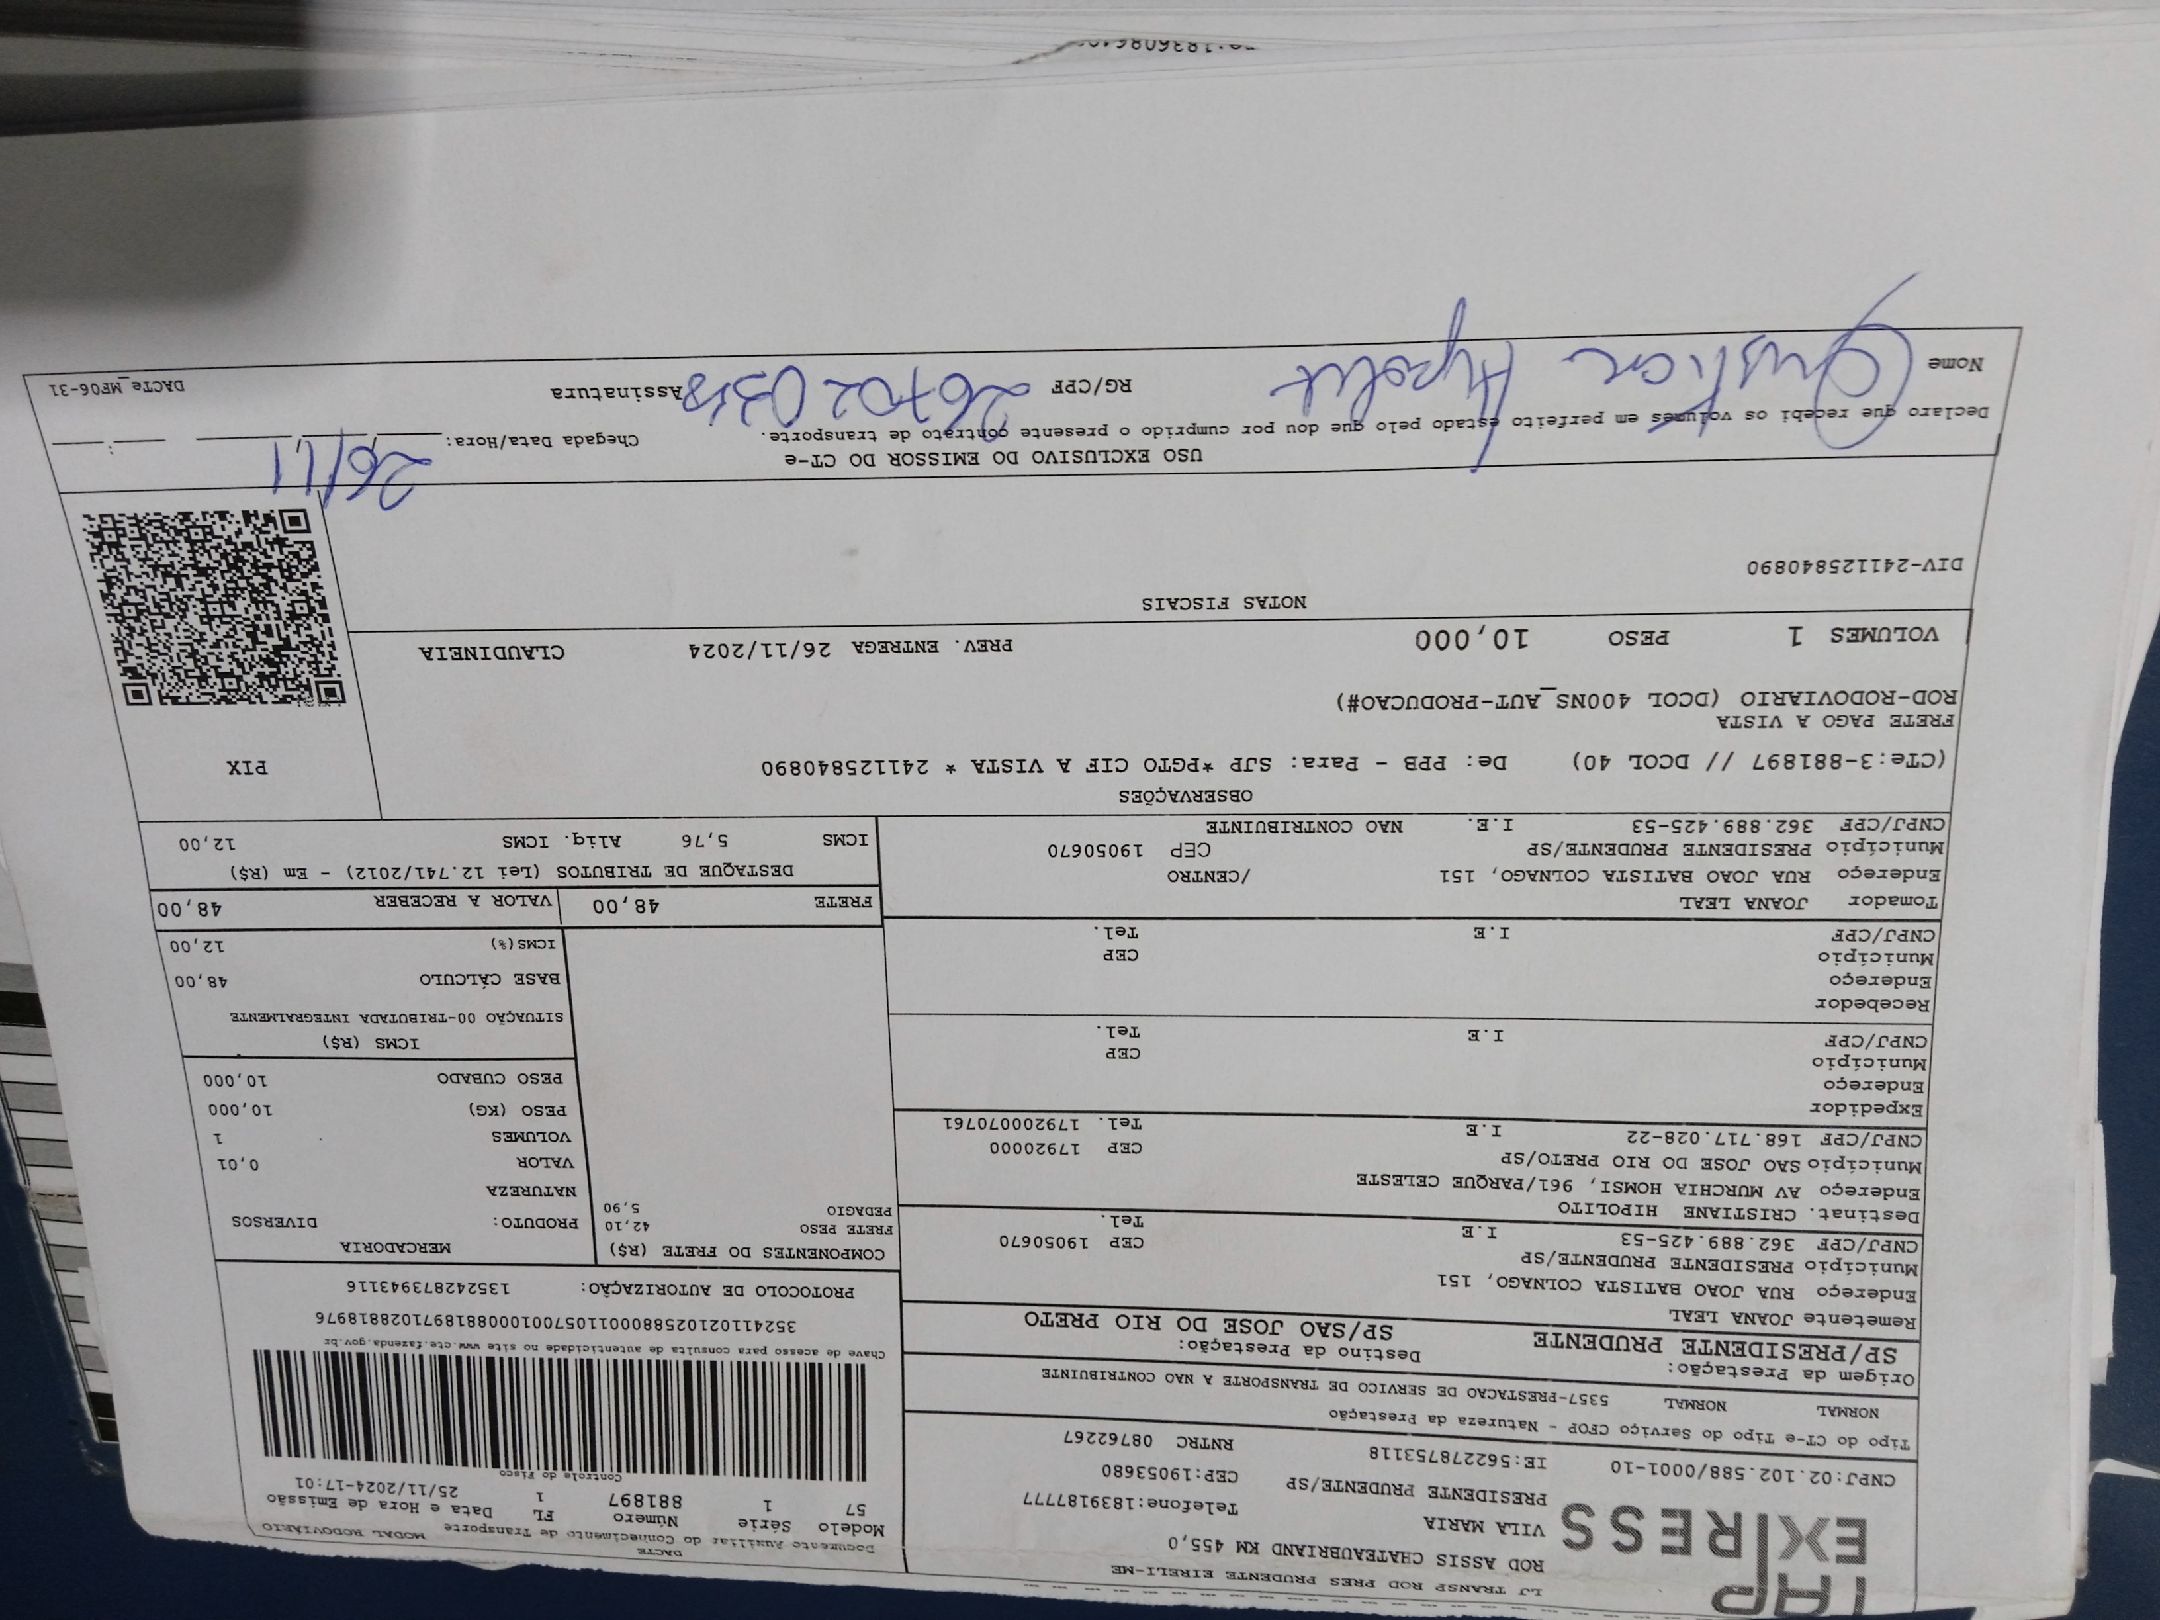 LJ TRANSP ROD PRES PRUDENTE EIRELI-ME
EXPRESS
ROD ASSIS CHATEAUBRIAND KM 455,0
VILA MARIA Telefone:1839187777
PRESIDENTE PRUDENTE/SP CEP:19053680
CNPJ:02.102.588/0001-10 IE:562278753118 RNTRC 08762267
DACTE
Documento Auxiliar do Conhecimento de Transporte MODAL RODOVIÁRIO
Modelo Série Número FL Data e Hora de Emissão
57 1 881897 1 25/11/2024-17:01
Controle do Fisco
Tipo do CT-e Tipo do Serviço CFOP - Natureza da Prestação
NORMAL NORMAL 5357-PRESTACAO DE SERVICO DE TRANSPORTE A NAO CONTRIBUINTE
Chave de acesso para consulta de autenticidade no site www.cte.fazenda.gov.br
35241102102588000110570010008818971028818976
PROTOCOLO DE AUTORIZAÇÃO: 135242873943116
Origem da Prestação: Destino da Prestação:
SP/PRESIDENTE PRUDENTE SP/SAO JOSE DO RIO PRETO
Remetente JOANA LEAL
Endereço RUA JOAO BATISTA COLNAGO, 151
Município PRESIDENTE PRUDENTE/SP CEP 19050670
CNPJ/CPF 362.889.425-53 I.E Tel.
Destinat. CRISTIANE HIPOLITO
Endereço AV MURCHIA HOMSI, 961/PARQUE CELESTE
Município SAO JOSE DO RIO PRETO/SP CEP 17920000
CNPJ/CPF 168.717.028-22 I.E Tel. 179200070761
Expedidor
Endereço
Município CEP
CNPJ/CPF I.E Tel.
Recebedor
Endereço
Município CEP
CNPJ/CPF I.E Tel.
Tomador JOANA LEAL
Endereço RUA JOAO BATISTA COLNAGO, 151 /CENTRO
Município PRESIDENTE PRUDENTE/SP CEP 19050670
CNPJ/CPF 362.889.425-53 I.E. NAO CONTRIBUINTE
COMPONENTES DO FRETE (R$)
FRETE PESO 42,10
PEDAGIO 5,90
MERCADORIA
PRODUTO: DIVERSOS
NATUREZA
VALOR 0,01
VOLUMES 1
PESO (KG) 10,000
PESO CUBADO 10,000
ICMS (R$)
SITUAÇÃO 00-TRIBUTADA INTEGRALMENTE
BASE CÁLCULO 48,00
ICMS(%) 12,00
FRETE 48,00 VALOR A RECEBER 48,00
DESTAQUE DE TRIBUTOS (Lei 12.741/2012) - Em (R$)
ICMS 5,76 Aliq. ICMS 12,00
OBSERVAÇÕES
(CTe:3-881897 // DCOL 40) De: PPB - Para: SJP *PGTO CIF A VISTA * 241125840890
FRETE PAGO A VISTA
ROD-RODOVIARIO (DCOL 400NS_AUT-PRODUCAO#)
PIX
VOLUMES 1 PESO 10,000 PREV. ENTREGA 26/11/2024 CLAUDINEIA
NOTAS FISCAIS
DIV-241125840890
USO EXCLUSIVO DO EMISSOR DO CT-e
Declaro que recebi os volumes em perfeito estado pelo que dou por cumprido o presente contrato de transporte. Chegada Data/Hora: 26/11
Nome RG/CPF Assinatura
DACTe_MF06-31